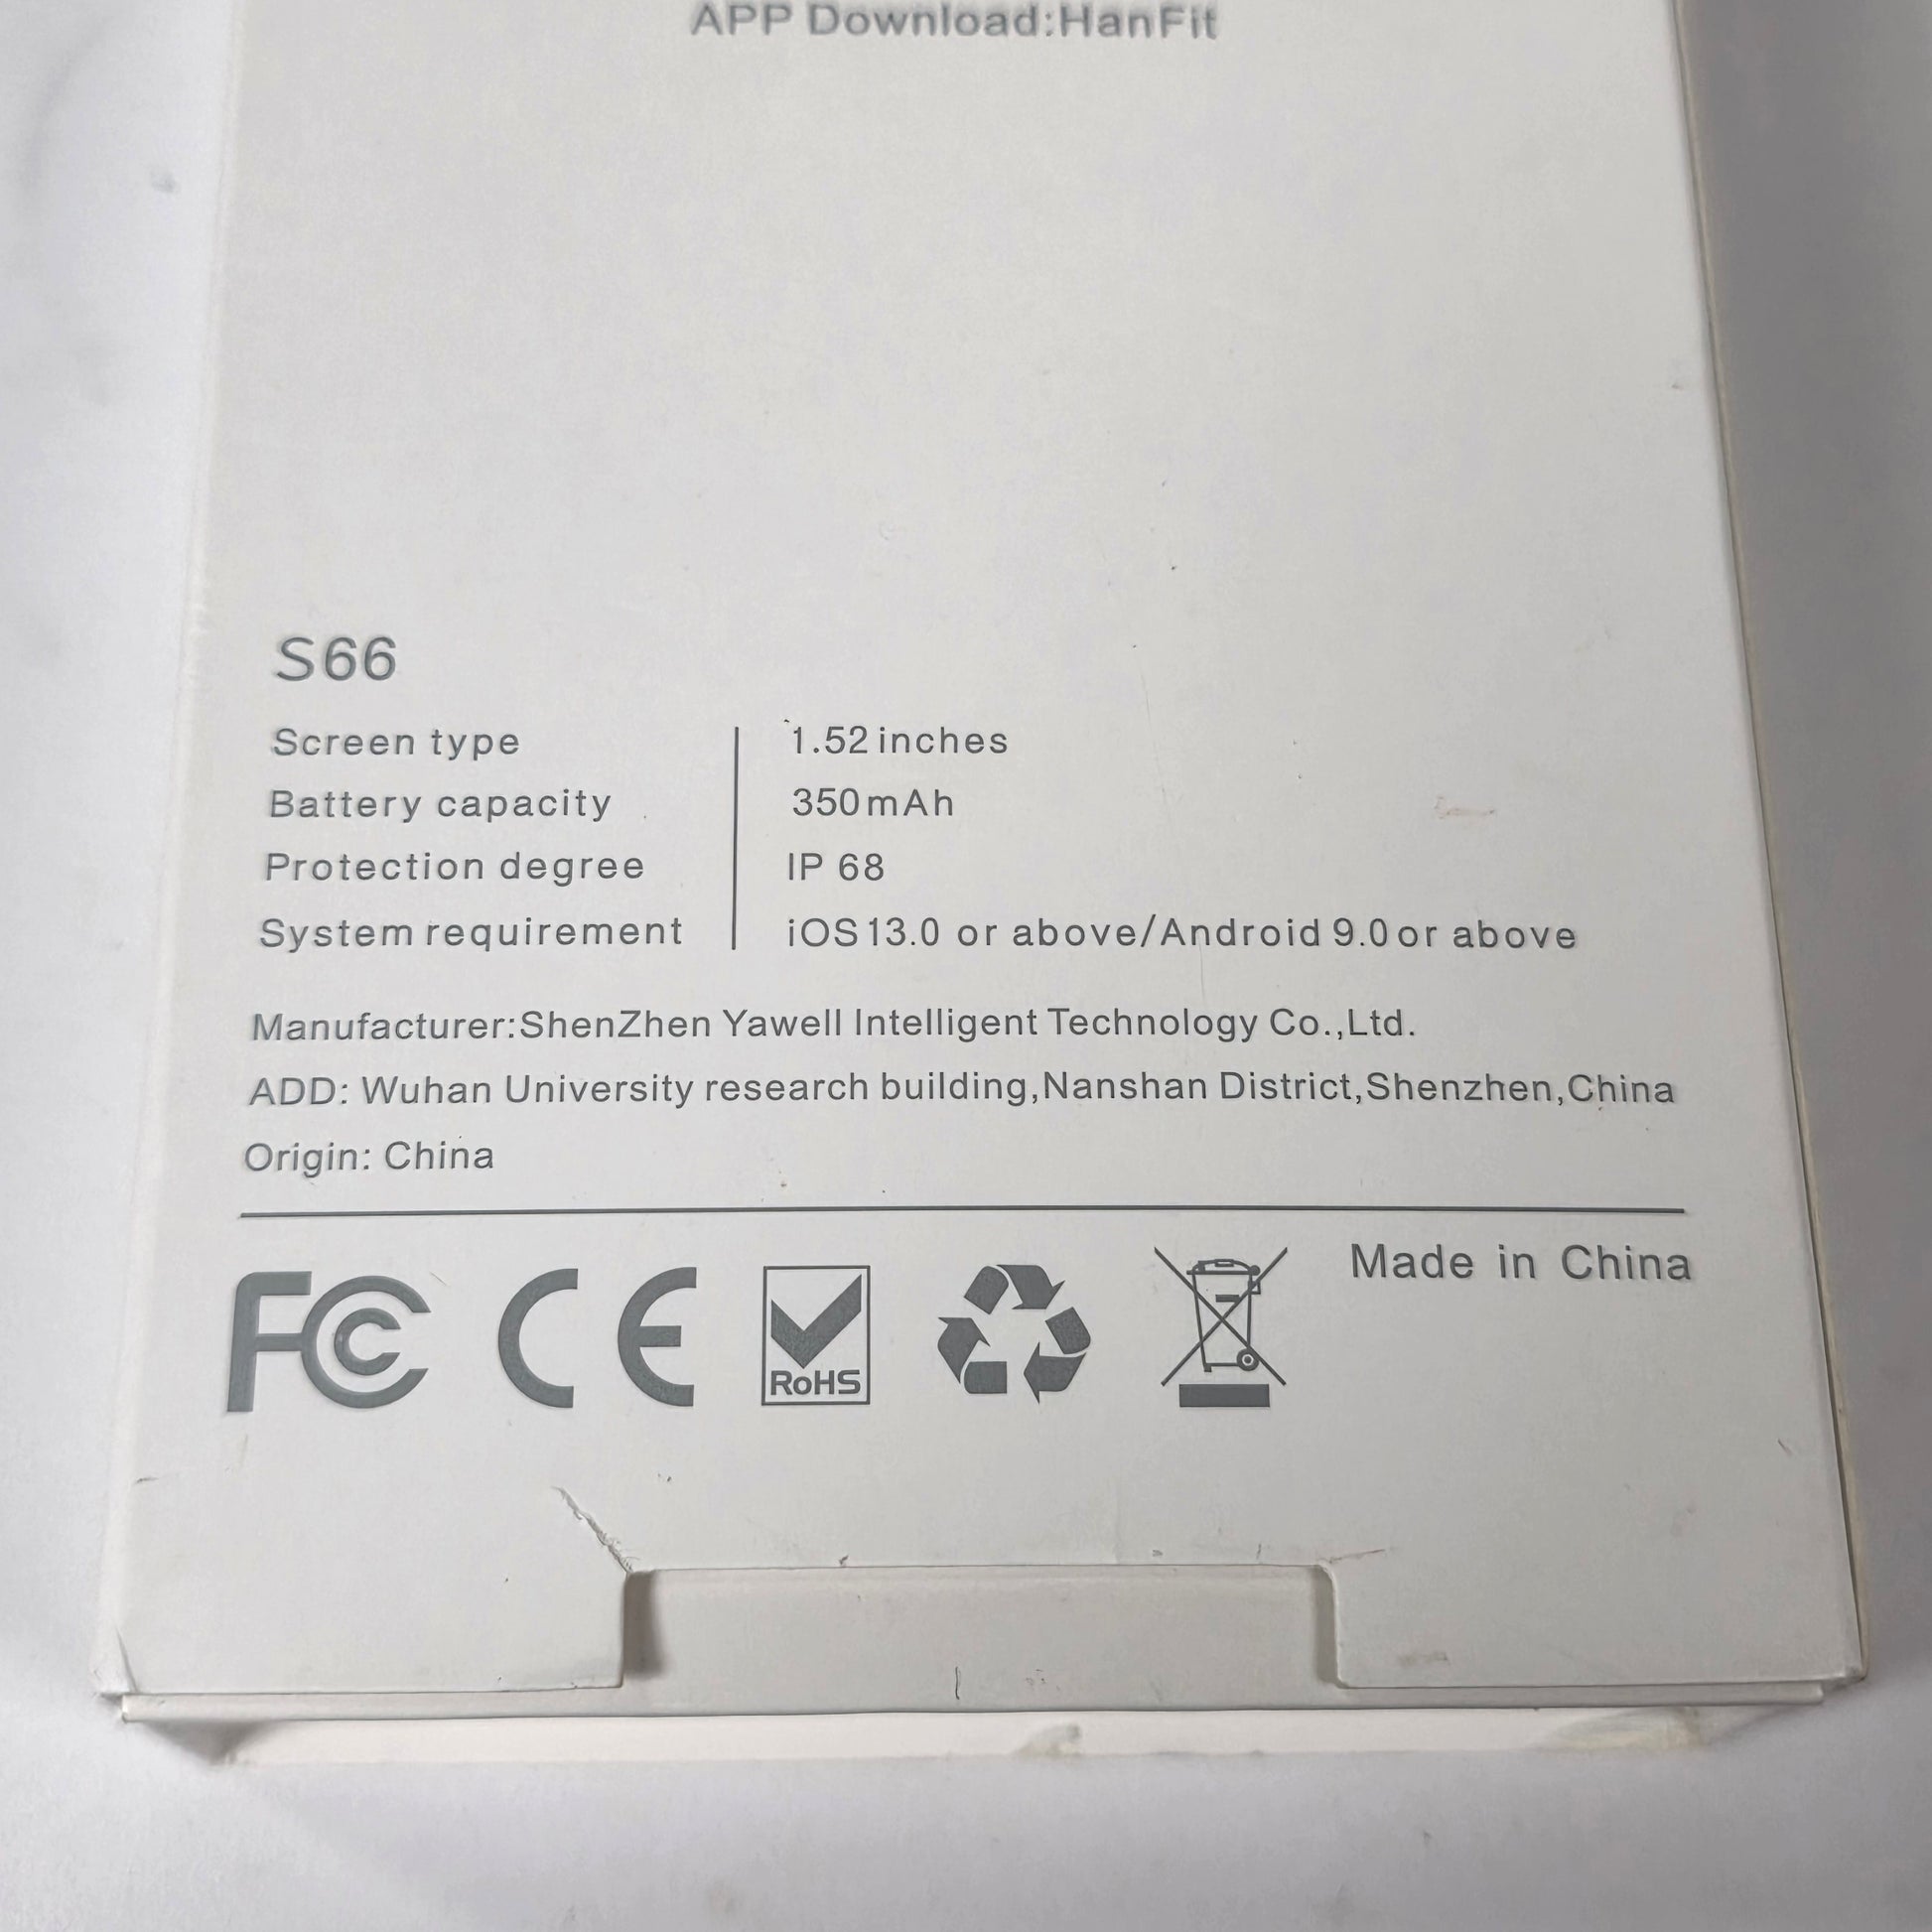 APP Download:HanFit
S66
Screen type 1.52 inches
Battery capacity 350mAh
Protection degree IP 68
System requirement iOS13.0 or above/Android 9.0 or above
Manufacturer:ShenZhen Yawell Intelligent Technology Co.,Ltd.
ADD: Wuhan University research building,Nanshan District,Shenzhen,China
Origin: China
Made in China
FC CE RoHS